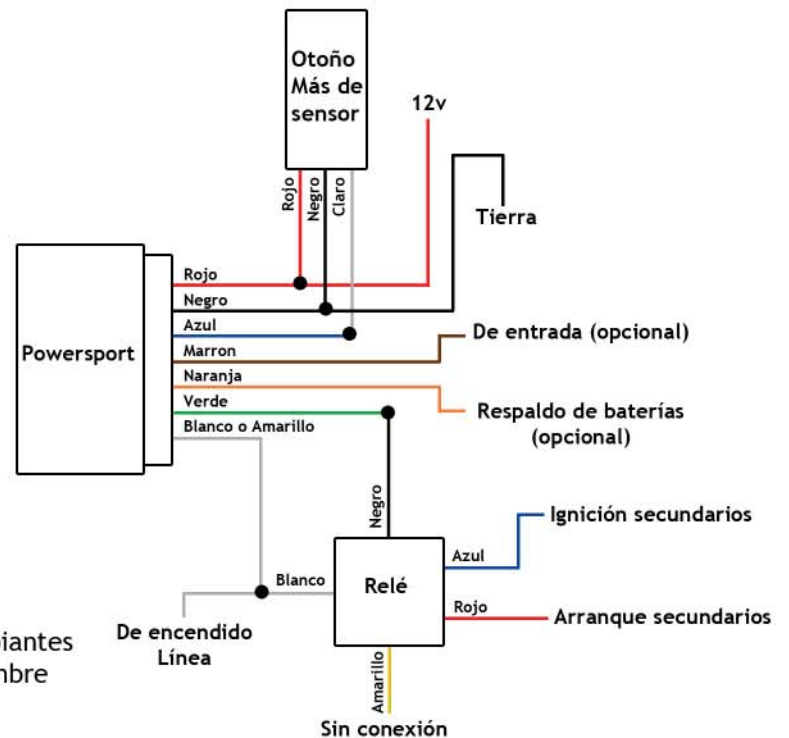 Otoño
Más de
sensor
12v
Rojo
Negro
Claro
Tierra
Powersport
Rojo
Negro
Azul
Marron
Naranja
Verde
Blanco o Amarillo
De entrada (opcional)
Respaldo de baterías
(opcional)
Negro
Ignición secundarios
Azul
Relé
Blanco
Rojo
Arranque secundarios
De encendido
Línea
Amarillo
Sin conexión